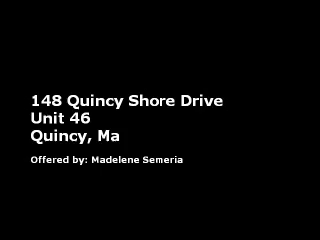 148 Quincy Shore Drive
Unit 46
Quincy, Ma
Offered by: Madelene Semeria